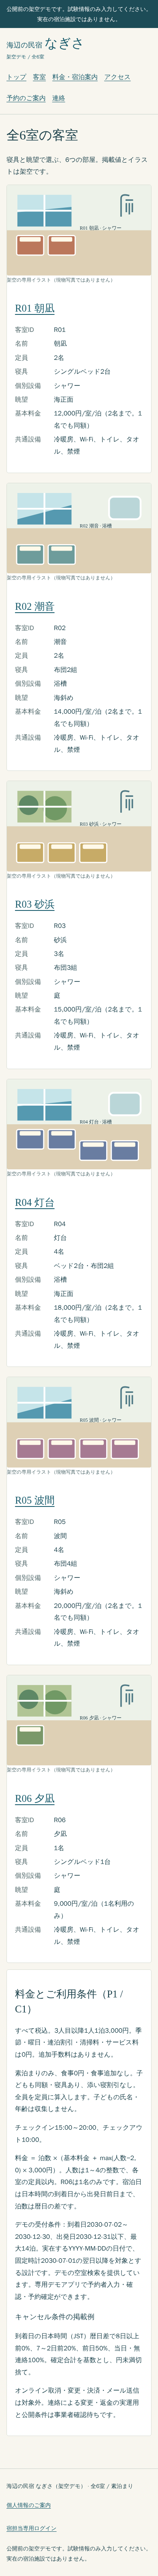 公開前の架空デモです。試験情報のみ入力してください。
実在の宿泊施設ではありません。
海辺の民宿 なぎさ
架空デモ / 全6室
トップ 客室 料金・宿泊案内 アクセス
予約のご案内 連絡
全6室の客室
寝具と眺望で選ぶ、6つの部屋。掲載値とイラス
トは架空です。
R01 朝凪 · シャワー
架空の専用イラスト（現物写真ではありません）
R01 朝凪
客室ID R01
名前 朝凪
定員 2名
寝具 シングルベッド2台
個別設備 シャワー
眺望 海正面
基本料金 12,000円/室/泊（2名まで。1
名でも同額）
共通設備 冷暖房、Wi-Fi、トイレ、タオ
ル、禁煙
R02 潮音 · 浴槽
架空の専用イラスト（現物写真ではありません）
R02 潮音
客室ID R02
名前 潮音
定員 2名
寝具 布団2組
個別設備 浴槽
眺望 海斜め
基本料金 14,000円/室/泊（2名まで。1
名でも同額）
共通設備 冷暖房、Wi-Fi、トイレ、タオ
ル、禁煙
R03 砂浜 · シャワー
架空の専用イラスト（現物写真ではありません）
R03 砂浜
客室ID R03
名前 砂浜
定員 3名
寝具 布団3組
個別設備 シャワー
眺望 庭
基本料金 15,000円/室/泊（2名まで。1
名でも同額）
共通設備 冷暖房、Wi-Fi、トイレ、タオ
ル、禁煙
R04 灯台 · 浴槽
架空の専用イラスト（現物写真ではありません）
R04 灯台
客室ID R04
名前 灯台
定員 4名
寝具 ベッド2台・布団2組
個別設備 浴槽
眺望 海正面
基本料金 18,000円/室/泊（2名まで。1
名でも同額）
共通設備 冷暖房、Wi-Fi、トイレ、タオ
ル、禁煙
R05 波間 · シャワー
架空の専用イラスト（現物写真ではありません）
R05 波間
客室ID R05
名前 波間
定員 4名
寝具 布団4組
個別設備 シャワー
眺望 海斜め
基本料金 20,000円/室/泊（2名まで。1
名でも同額）
共通設備 冷暖房、Wi-Fi、トイレ、タオ
ル、禁煙
R06 夕凪 · シャワー
架空の専用イラスト（現物写真ではありません）
R06 夕凪
客室ID R06
名前 夕凪
定員 1名
寝具 シングルベッド1台
個別設備 シャワー
眺望 庭
基本料金 9,000円/室/泊（1名利用の
み）
共通設備 冷暖房、Wi-Fi、トイレ、タオ
ル、禁煙
料金とご利用条件（P1 /
C1）
すべて税込。3人目以降1人1泊3,000円。季
節・曜日・連泊割引・清掃料・サービス料
は0円。追加手数料はありません。
素泊まりのみ。食事0円・食事追加なし。子
どもも同額・寝具あり、添い寝割引なし。
全員を定員に算入します。子どもの氏名・
年齢は収集しません。
チェックイン15:00～20:00、チェックアウ
ト10:00。
料金 ＝ 泊数 ×（基本料金 ＋ max(人数−2,
0) × 3,000円）。人数は1～4の整数で、各
室の定員以内。R06は1名のみです。宿泊日
は日本時間の到着日から出発日前日まで、
泊数は暦日の差です。
デモの受付条件：到着日2030-07-02～
2030-12-30、出発日2030-12-31以下、最
大14泊。実在するYYYY-MM-DDの日付で、
固定時計2030-07-01の翌日以降を対象とす
る設計です。デモの空室検索を提供してい
ます。専用デモアプリで予約者入力・確
認・予約確定ができます。
キャンセル条件の掲載例
到着日の日本時間（JST）暦日差で8日以上
前0%、7～2日前20%、前日50%、当日・無
連絡100%。確定合計を基数とし、円未満切
捨て。
オンライン取消・変更・決済・メール送信
は対象外。連絡による変更・返金の実運用
と公開条件は事業者確認待ちです。
海辺の民宿 なぎさ（架空デモ） · 全6室 / 素泊まり
個人情報のご案内
宿担当専用ログイン
公開前の架空デモです。試験情報のみ入力してください。
実在の宿泊施設ではありません。